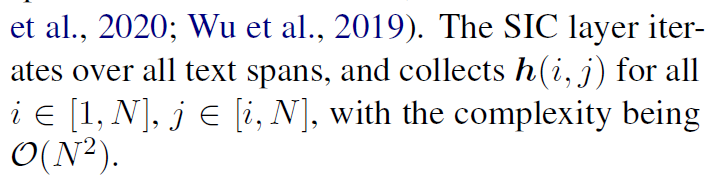 et al., 2020; Wu et al., 2019). The SIC layer iter-
ates over all text spans, and collects h(i, j) for all
i ∈ [1, N], j ∈ [i, N], with the complexity being
O(N²).